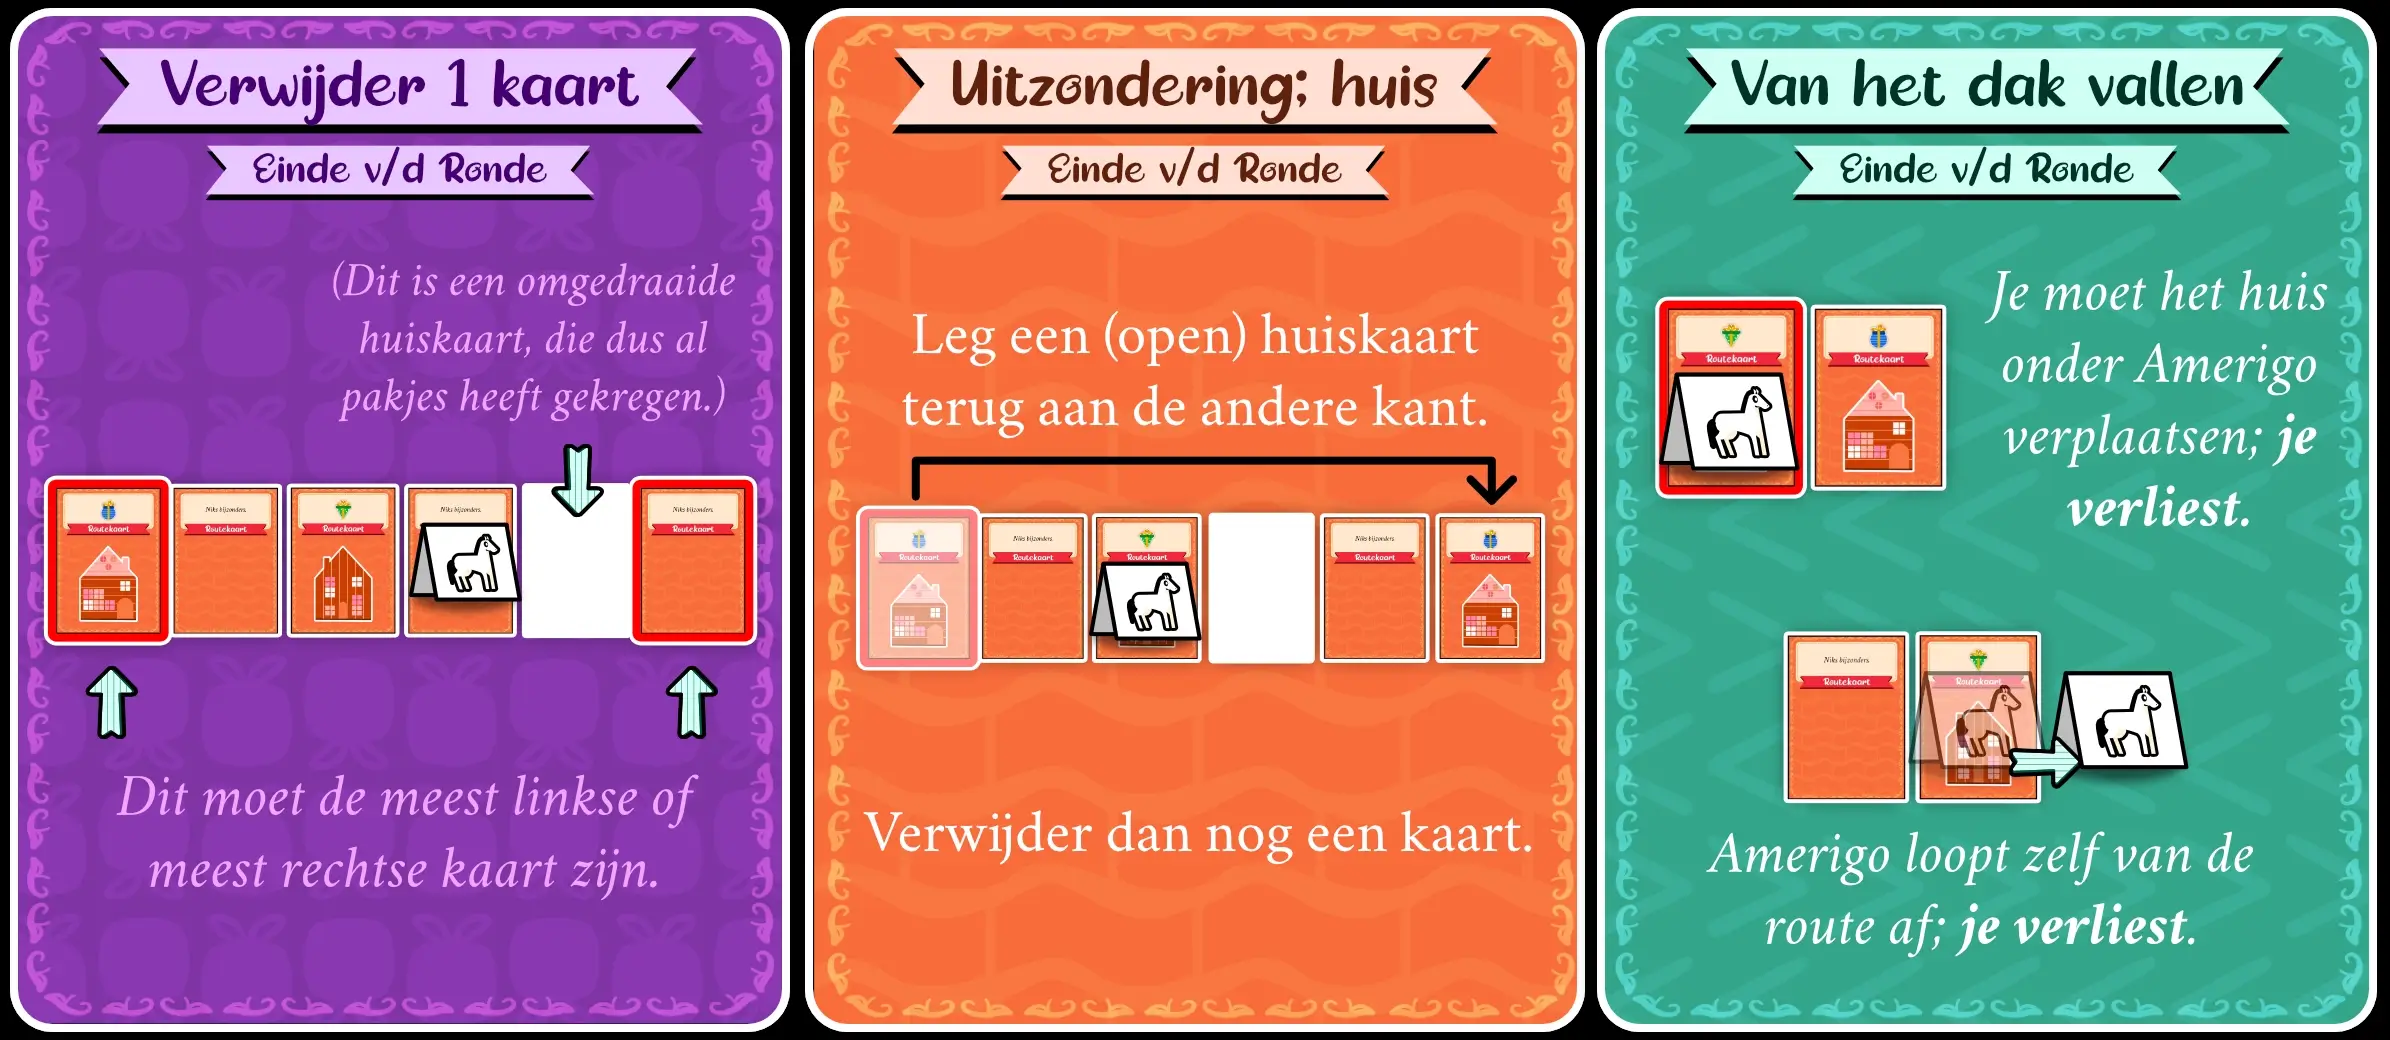 Verwijder 1 kaart
Einde v/d Ronde
(Dit is een omgedraaide
huiskaart, die dus al
pakjes heeft gekregen.)
Routekaart
Niks bijzonders.
Routekaart
Routekaart
Niks bijzonders.
Niks bijzonders.
Routekaart
Dit moet de meest linkse of
meest rechtse kaart zijn.
Uitzondering; huis
Einde v/d Ronde
Leg een (open) huiskaart
terug aan de andere kant.
Routekaart
Niks bijzonders.
Routekaart
Routekaart
Niks bijzonders.
Routekaart
Routekaart
Verwijder dan nog een kaart.
Van het dak vallen
Einde v/d Ronde
Routekaart
Routekaart
Je moet het huis
onder Amerigo
verplaatsen; je
verliest.
Niks bijzonders.
Routekaart
Routekaart
Amerigo loopt zelf van de
route af; je verliest.